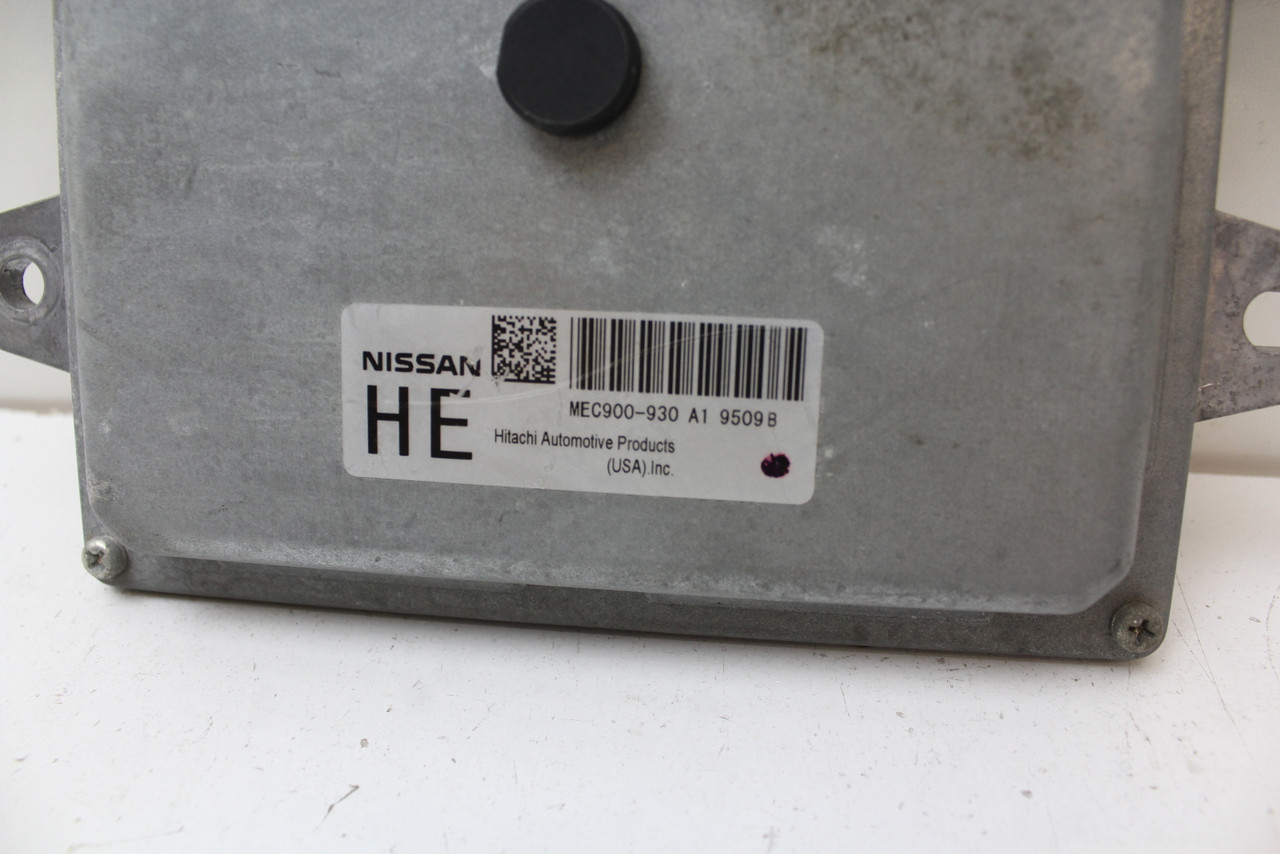 NISSAN
HE
MEC900-930 A1 9509 B
Hitachi Automotive Products
(USA).Inc.